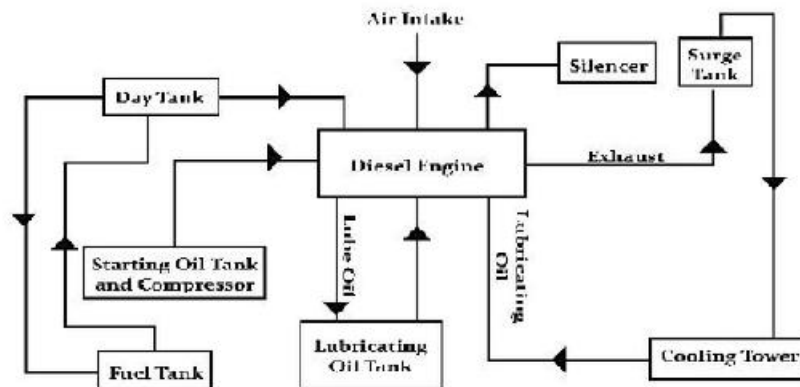 Air Intake
Silencer
Surge
Tank
Day Tank
Diesel Engine
Exhaust
Lube Oil
Lubricating
Oil
Starting Oil Tank
and Compressor
Lubricating
Oil Tank
Fuel Tank
Cooling Tower